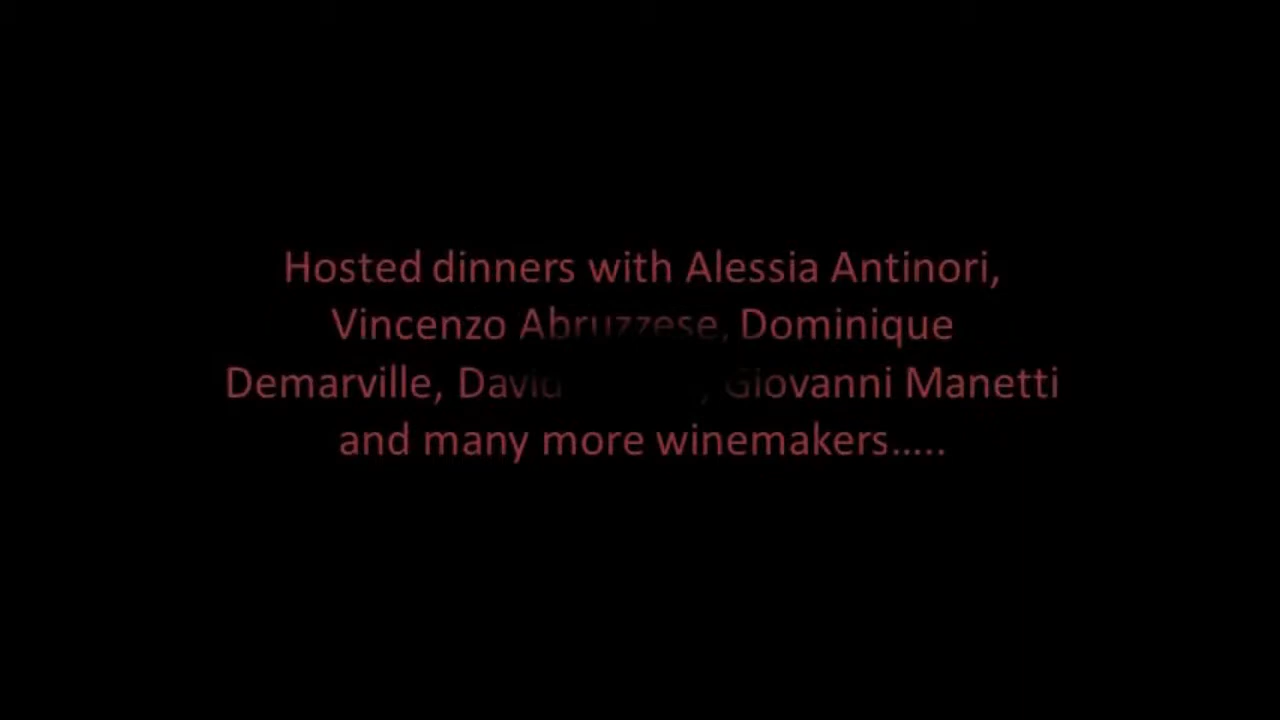 Hosted dinners with Alessia Antinori,
Vincenzo Abruzzese, Dominique
Demarville, David , Giovanni Manetti
and many more winemakers.....